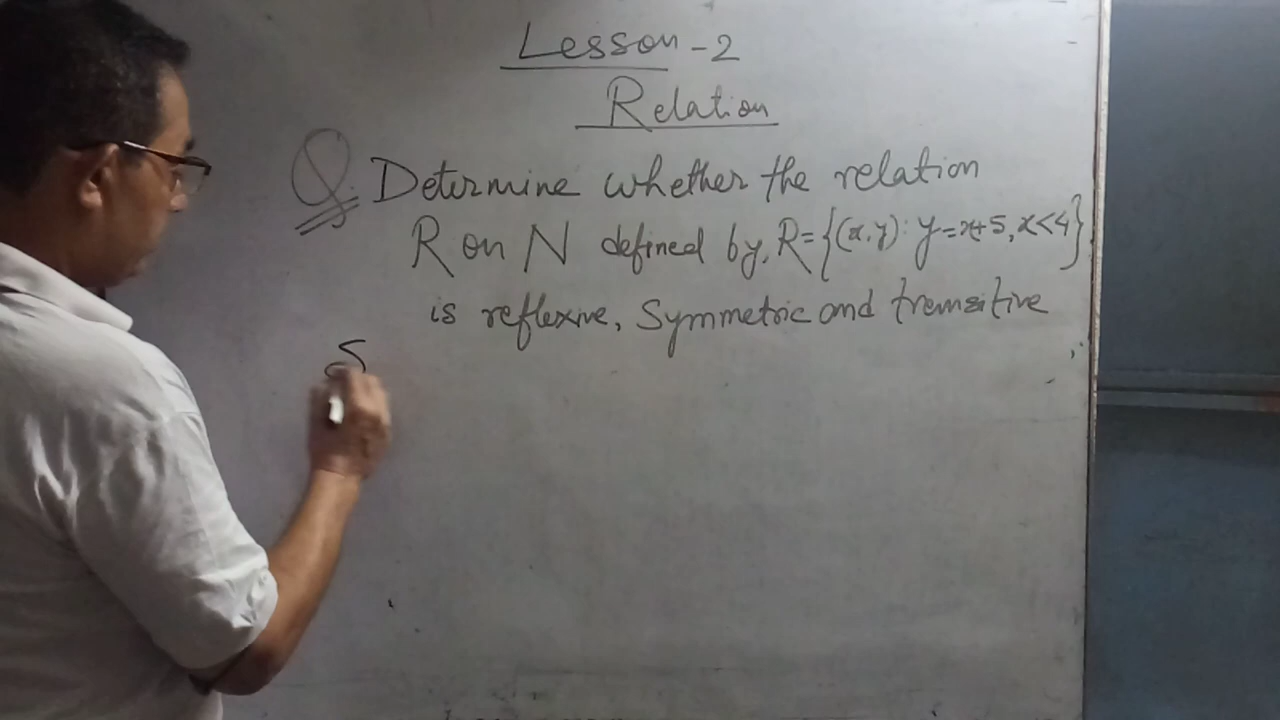 Lesson - 2
Relation
Q. Determine whether the relation
R on N defined by, R = {(x,y) : y = x+5, x<4}
is reflexive, Symmetric and transitive
S